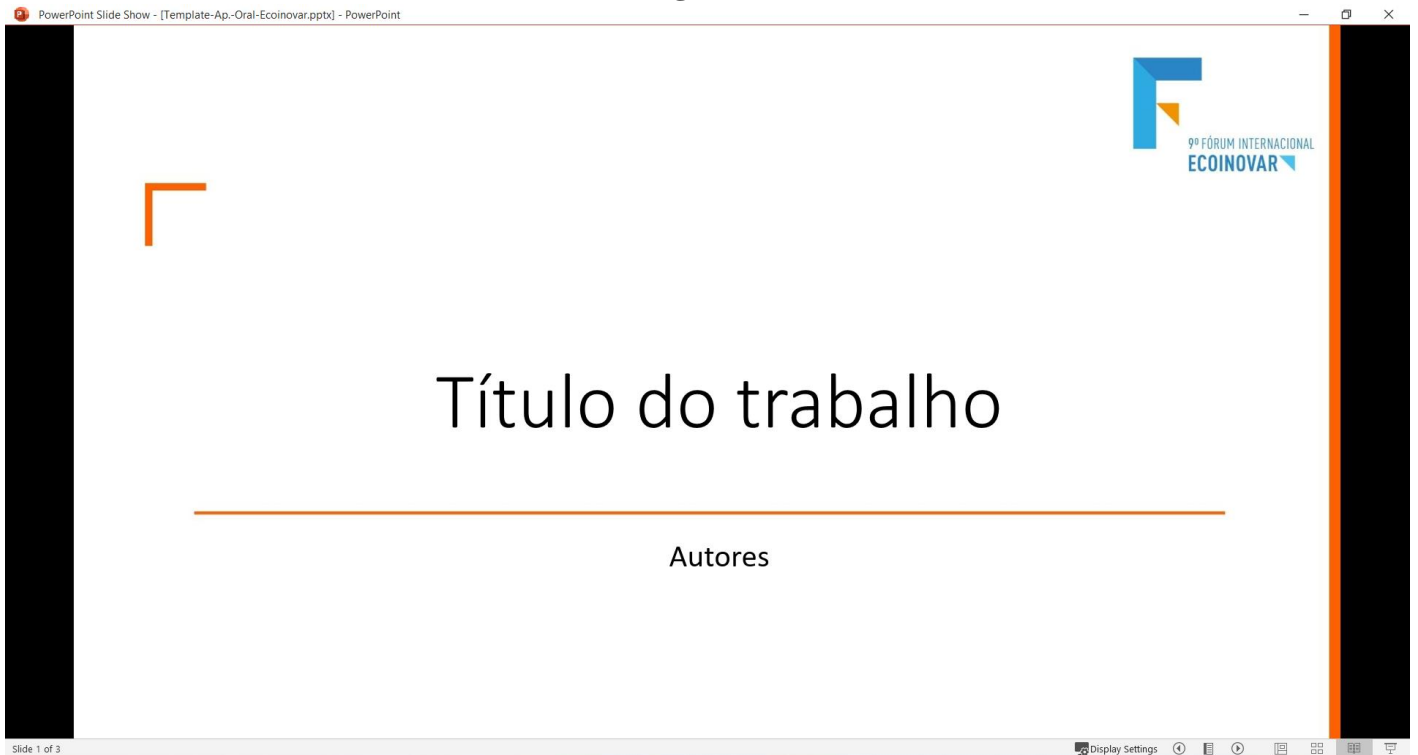 PowerPoint Slide Show - [Template-Ap.-Oral-Ecoinovar.pptx] - PowerPoint
9º FÓRUM INTERNACIONAL
ECOINOVAR
Título do trabalho
Autores
Slide 1 of 3
Display Settings